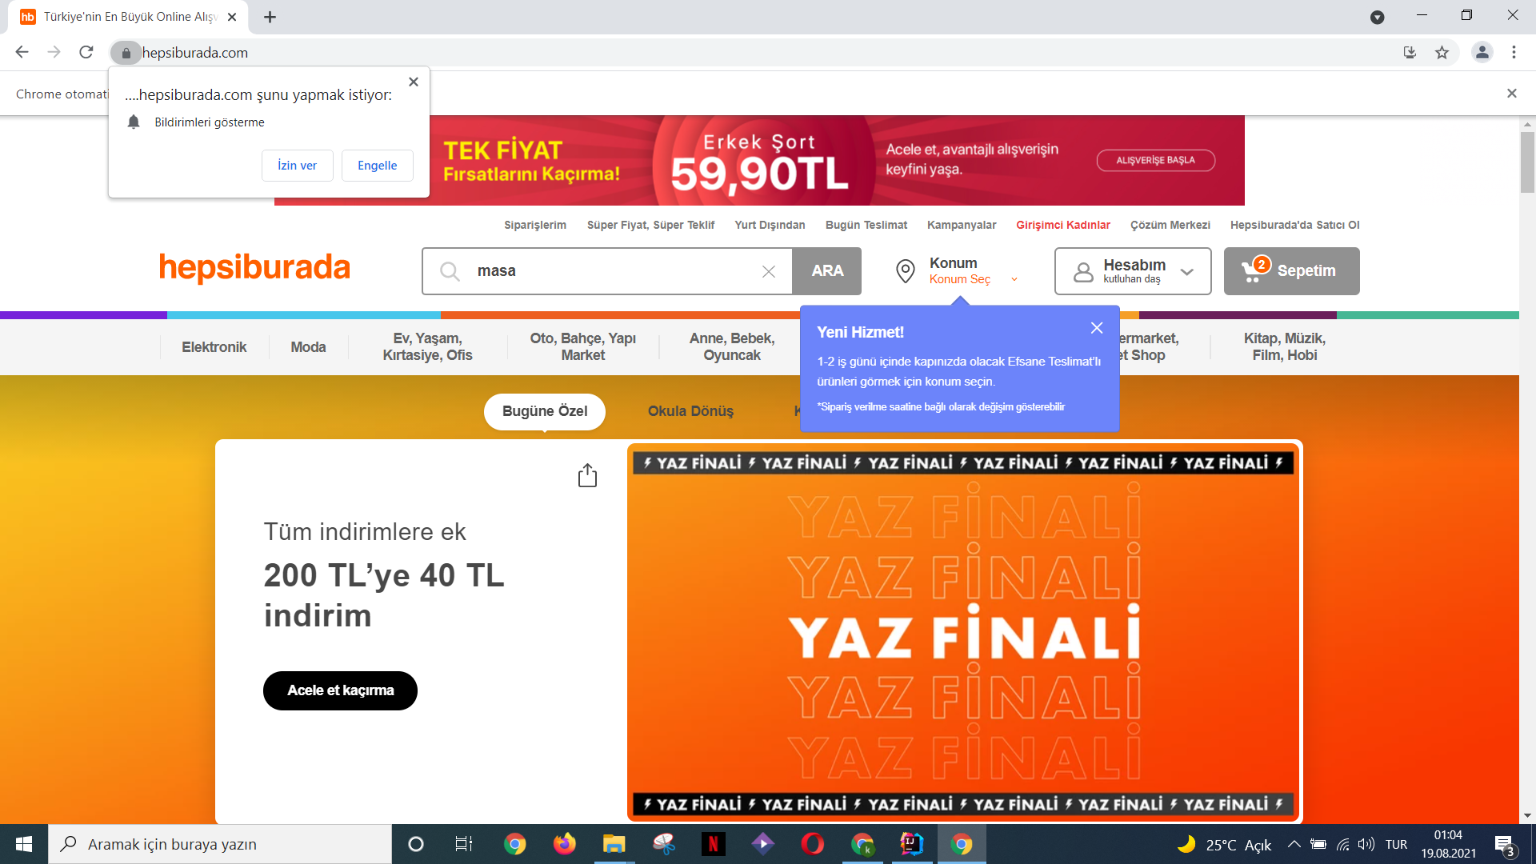 hb Türkiye'nin En Büyük Online Alışv
hepsiburada.com
Chrome otomati
....hepsiburada.com şunu yapmak istiyor:
Bildirimleri gösterme
İzin ver
Engelle
TEK FİYAT
Fırsatlarını Kaçırma!
Erkek Şort
59,90TL
Acele et, avantajlı alışverişin
keyfini yaşa.
ALIŞVERİŞE BAŞLA
Siparişlerim Süper Fiyat, Süper Teklif Yurt Dışından Bugün Teslimat Kampanyalar Girişimci Kadınlar Çözüm Merkezi Hepsiburada'da Satıcı Ol
hepsiburada
masa
ARA
Konum
Konum Seç
Hesabım
kutluhan daş
2
Sepetim
Elektronik
Moda
Ev, Yaşam,
Kırtasiye, Ofis
Oto, Bahçe, Yapı
Market
Anne, Bebek,
Oyuncak
ermarket,
et Shop
Kitap, Müzik,
Film, Hobi
Yeni Hizmet!
1-2 iş günü içinde kapınızda olacak Efsane Teslimat'lı
ürünleri görmek için konum seçin.
*Sipariş verilme saatine bağlı olarak değişim gösterebilir
Bugüne Özel
Okula Dönüş
K
Tüm indirimlere ek
200 TL'ye 40 TL
indirim
Acele et kaçırma
YAZ FİNALİ YAZ FİNALİ YAZ FİNALİ YAZ FİNALİ YAZ FİNALİ YAZ FİNALİ
YAZ FİNALİ
YAZ FİNALİ
YAZ FİNALİ
YAZ FİNALİ
YAZ FİNALİ
YAZ FİNALİ YAZ FİNALİ YAZ FİNALİ YAZ FİNALİ YAZ FİNALİ YAZ FİNALİ
Aramak için buraya yazın
25°C Açık
TUR
01:04
19.08.2021
3